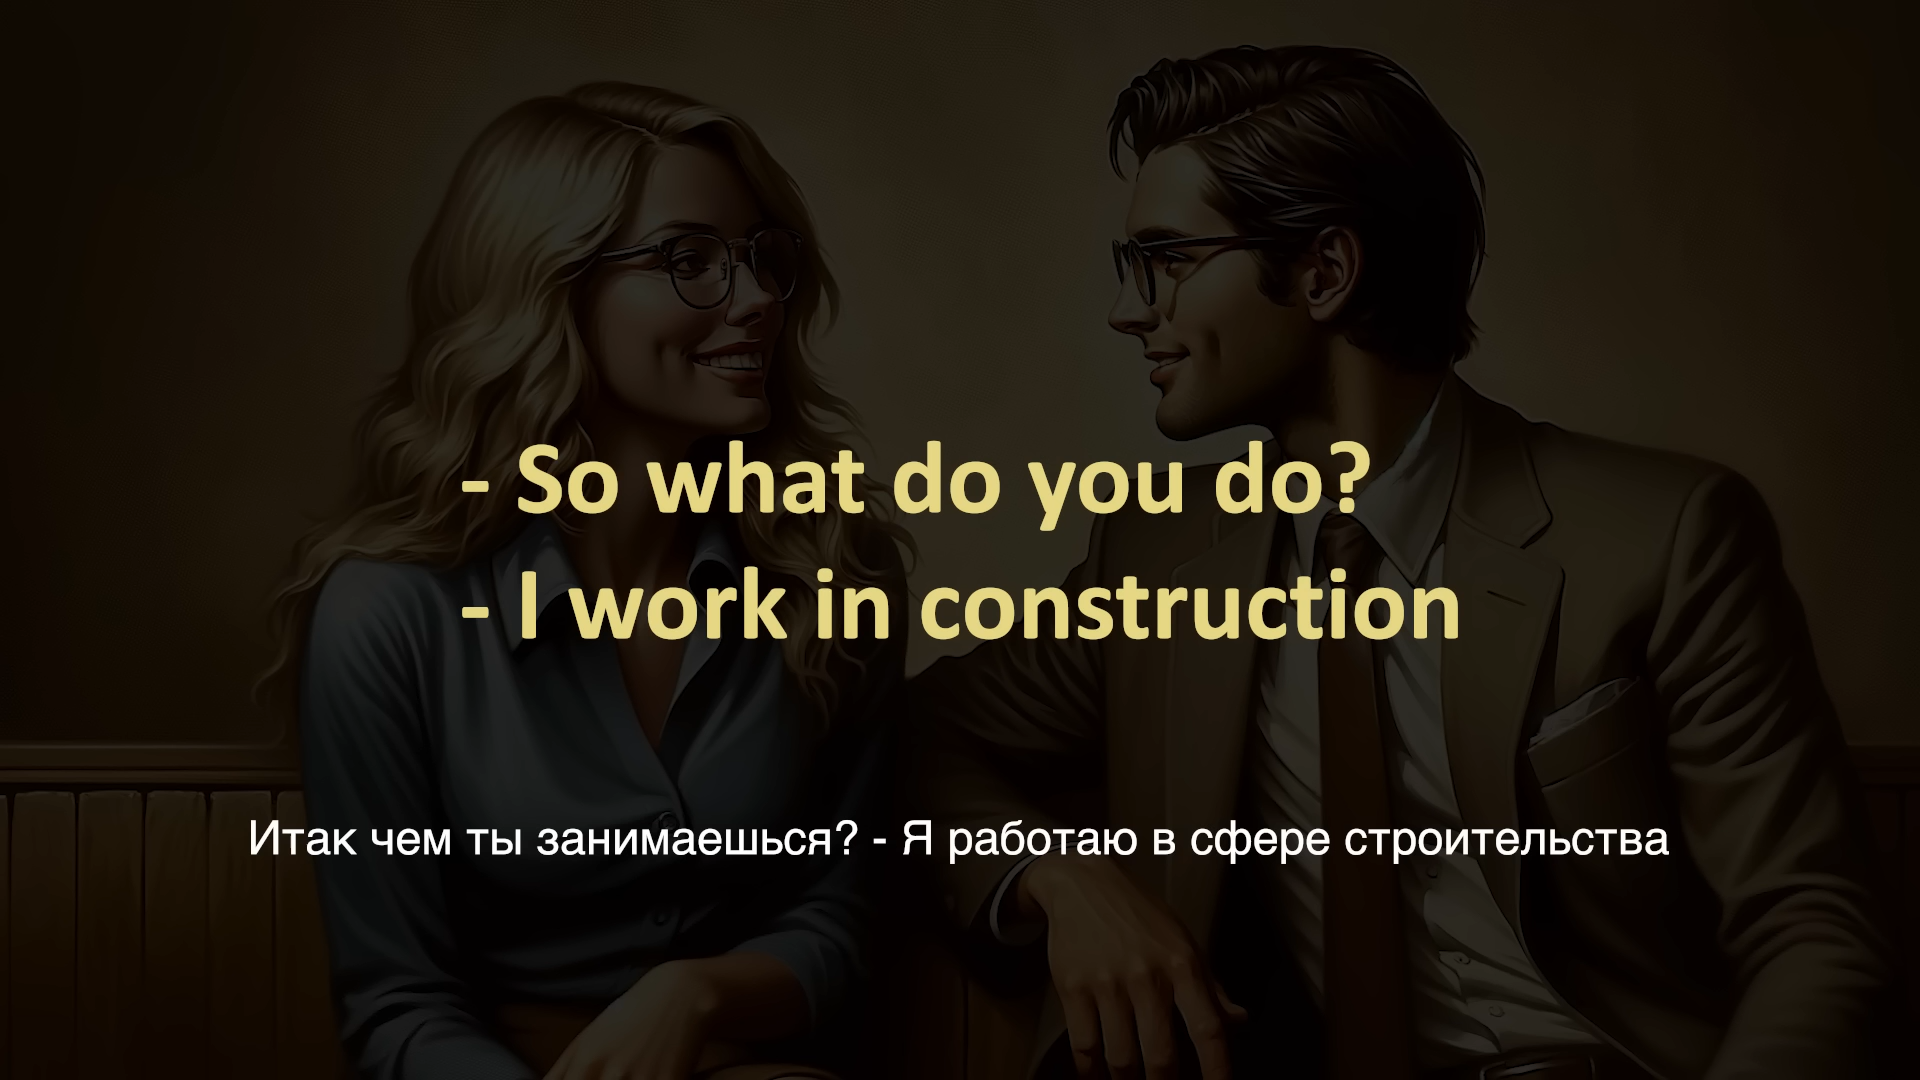 - So what do you do?
- I work in construction
Итак чем ты занимаешься? - Я работаю в сфере строительства